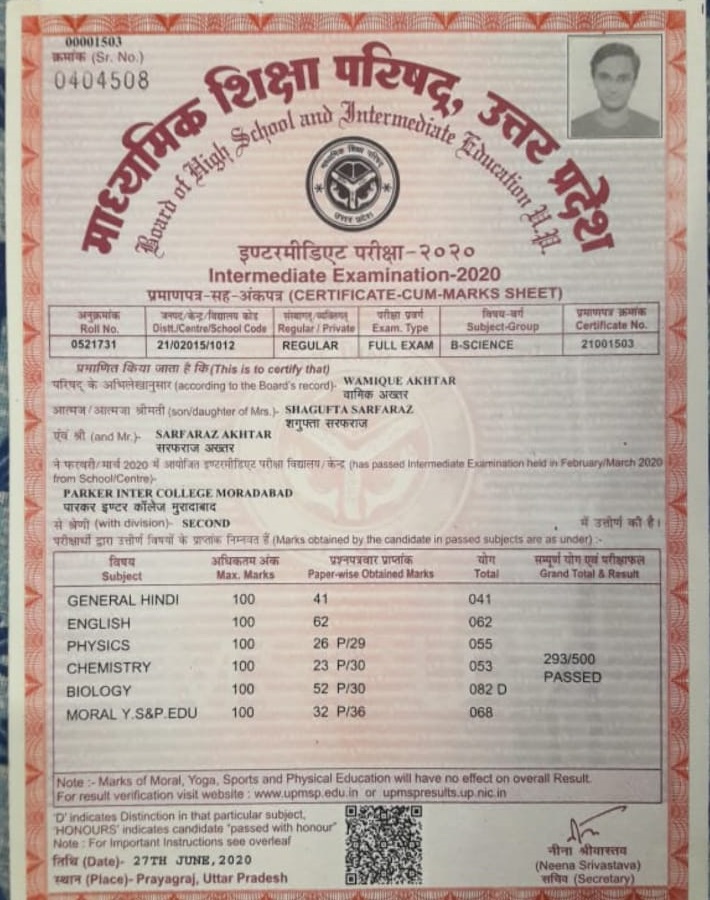 00001503
क्रमांक (Sr. No.)
0404508
माध्यमिक शिक्षा परिषद्, उत्तर प्रदेश
Board of High School and Intermediate Education U.P.
माध्यमिक शिक्षा परिषद
उत्तर प्रदेश
इण्टरमीडिएट परीक्षा-२०२०
Intermediate Examination-2020
प्रमाणपत्र-सह-अंकपत्र (CERTIFICATE-CUM-MARKS SHEET)
अनुक्रमांक जनपद/केन्द्र/विद्यालय कोड संस्थागत/व्यक्तिगत परीक्षा प्रवर्ग विषय-वर्ग प्रमाणपत्र क्रमांक
Roll No. Distt./Centre/School Code Regular / Private Exam. Type Subject-Group Certificate No.
0521731 21/02015/1012 REGULAR FULL EXAM B-SCIENCE 21001503
प्रमाणित किया जाता है कि (This is to certify that)
परिषद् के अभिलेखानुसार (according to the Board's record)- WAMIQUE AKHTAR
वामिक अख्तर
आत्मज/आत्मजा श्रीमती (son/daughter of Mrs.)- SHAGUFTA SARFARAZ
शगुफ्ता सरफराज
एवं श्री (and Mr.)- SARFARAZ AKHTAR
सरफराज अख्तर
ने फरवरी/मार्च 2020 में आयोजित इण्टरमीडिएट परीक्षा विद्यालय/केन्द्र (has passed Intermediate Examination held in February/March 2020
from School/Centre)-
PARKER INTER COLLEGE MORADABAD
पारकर इण्टर कॉलेज मुरादाबाद
से श्रेणी (with division)- SECOND में उत्तीर्ण की है।
परीक्षार्थी द्वारा उत्तीर्ण विषयों के प्राप्तांक निम्नवत हैं (Marks obtained by the candidate in passed subjects are as under) :-
विषय अधिकतम अंक प्रश्नपत्रवार प्राप्तांक योग सम्पूर्ण योग एवं परीक्षाफल
Subject Max. Marks Paper-wise Obtained Marks Total Grand Total & Result
GENERAL HINDI 100 41 041
ENGLISH 100 62 062
PHYSICS 100 26 P/29 055
CHEMISTRY 100 23 P/30 053 293/500
PASSED
BIOLOGY 100 52 P/30 082 D
MORAL Y.S&P.EDU 100 32 P/36 068
Note :- Marks of Moral, Yoga, Sports and Physical Education will have no effect on overall Result.
For result verification visit website : www.upmsp.edu.in or upmspresults.up.nic.in
'D' indicates Distinction in that particular subject,
'HONOURS' indicates candidate "passed with honour"
Note : For Important Instructions see overleaf
तिथि (Date)- 27TH JUNE,2020
स्थान (Place)- Prayagraj, Uttar Pradesh
नीना श्रीवास्तव
(Neena Srivastava)
सचिव (Secretary)